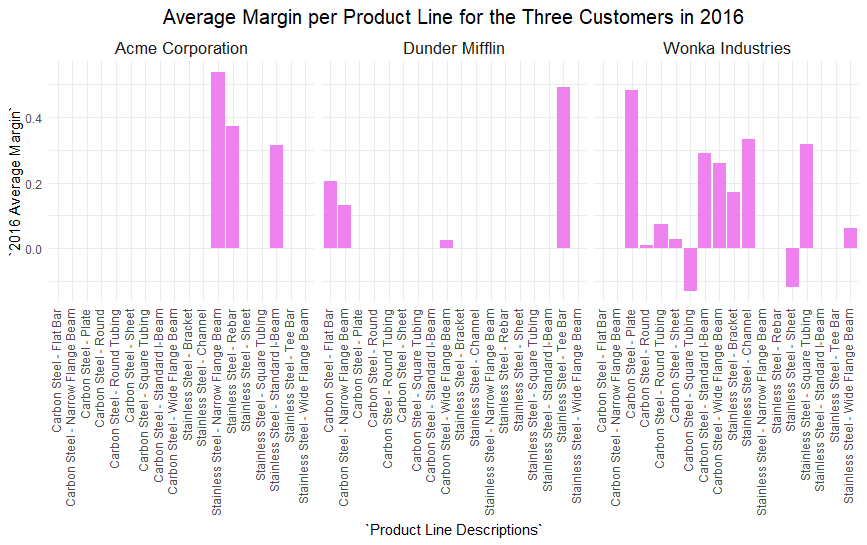 Average Margin per Product Line for the Three Customers in 2016
Acme Corporation
Dunder Mifflin
Wonka Industries
`2016 Average Margin`
0.4
0.2
0.0
Carbon Steel - Flat Bar
Carbon Steel - Narrow Flange Beam
Carbon Steel - Plate
Carbon Steel - Round
Carbon Steel - Round Tubing
Carbon Steel - Sheet
Carbon Steel - Square Tubing
Carbon Steel - Standard I-Beam
Carbon Steel - Wide Flange Beam
Stainless Steel - Bracket
Stainless Steel - Channel
Stainless Steel - Narrow Flange Beam
Stainless Steel - Rebar
Stainless Steel - Sheet
Stainless Steel - Square Tubing
Stainless Steel - Standard I-Beam
Stainless Steel - Tee Bar
Stainless Steel - Wide Flange Beam
Carbon Steel - Flat Bar
Carbon Steel - Narrow Flange Beam
Carbon Steel - Plate
Carbon Steel - Round
Carbon Steel - Round Tubing
Carbon Steel - Sheet
Carbon Steel - Square Tubing
Carbon Steel - Standard I-Beam
Carbon Steel - Wide Flange Beam
Stainless Steel - Bracket
Stainless Steel - Channel
Stainless Steel - Narrow Flange Beam
Stainless Steel - Rebar
Stainless Steel - Sheet
Stainless Steel - Square Tubing
Stainless Steel - Standard I-Beam
Stainless Steel - Tee Bar
Stainless Steel - Wide Flange Beam
Carbon Steel - Flat Bar
Carbon Steel - Narrow Flange Beam
Carbon Steel - Plate
Carbon Steel - Round
Carbon Steel - Round Tubing
Carbon Steel - Sheet
Carbon Steel - Square Tubing
Carbon Steel - Standard I-Beam
Carbon Steel - Wide Flange Beam
Stainless Steel - Bracket
Stainless Steel - Channel
Stainless Steel - Narrow Flange Beam
Stainless Steel - Rebar
Stainless Steel - Sheet
Stainless Steel - Square Tubing
Stainless Steel - Standard I-Beam
Stainless Steel - Tee Bar
Stainless Steel - Wide Flange Beam
`Product Line Descriptions`